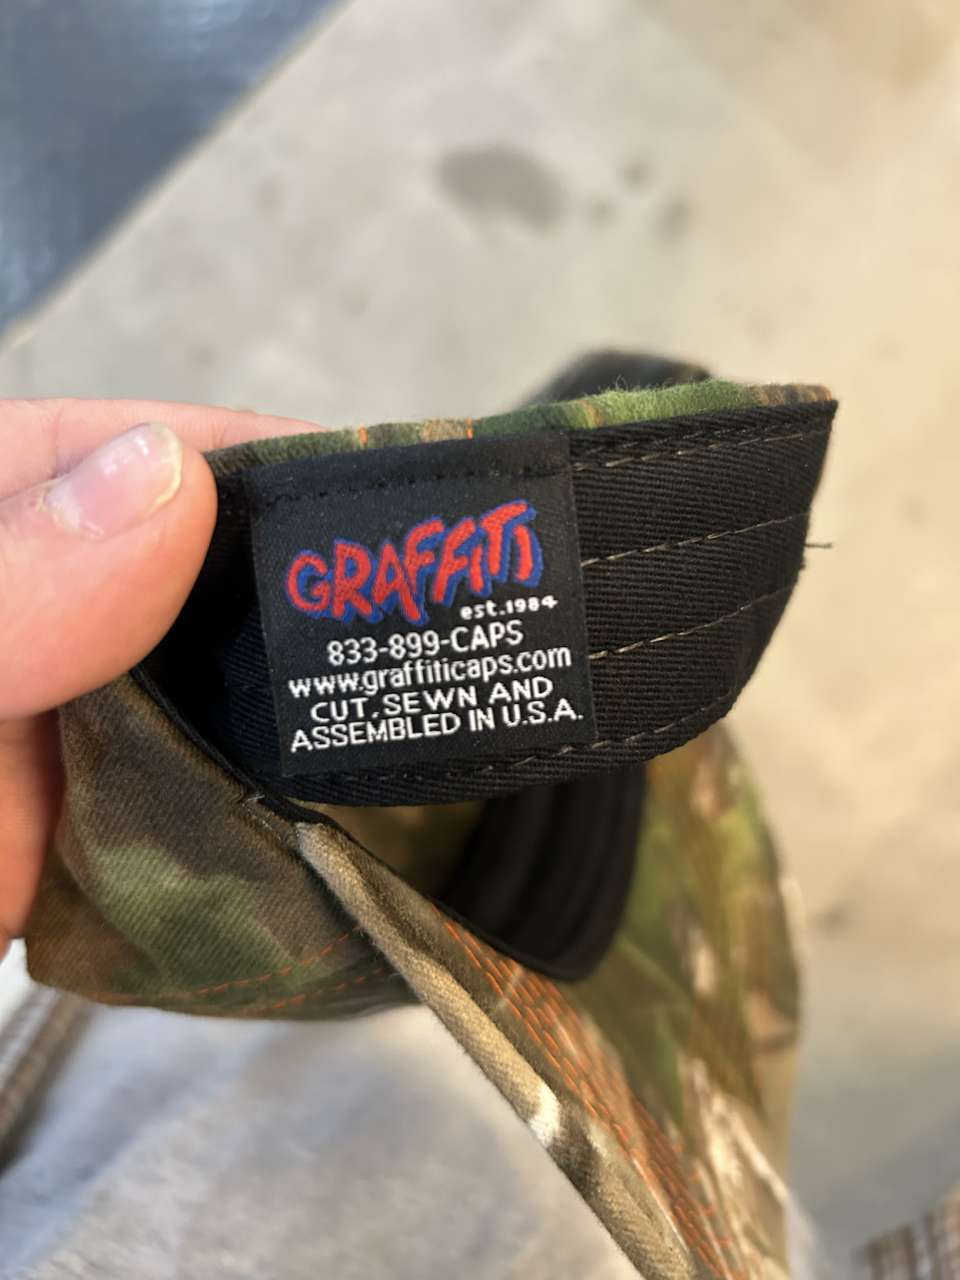 GRAFFITI
est.1984
833-899-CAPS
www.graffiticaps.com
CUT, SEWN AND
ASSEMBLED IN U.S.A.